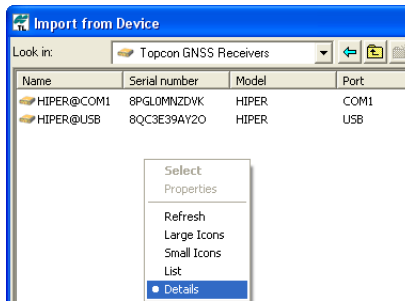 TL Import from Device
Look in: Topcon GNSS Receivers
Name Serial number Model Port
HIPER@COM1 8PGL0MNZDVK HIPER COM1
HIPER@USB 8QC3E39AY2O HIPER USB
Select
Properties
Refresh
Large Icons
Small Icons
List
Details